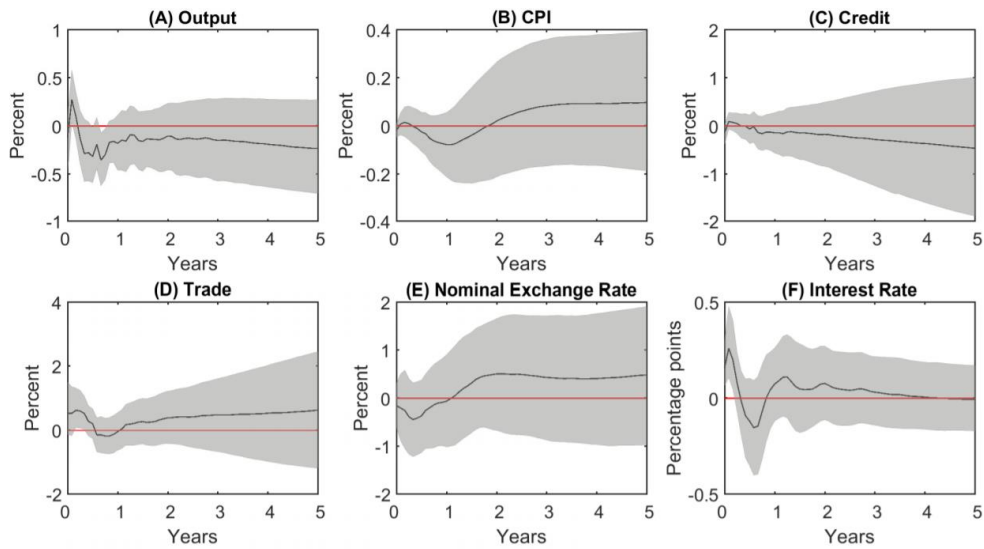 (A) Output
Percent
1
0.5
0
-0.5
-1
0 1 2 3 4 5
Years
(B) CPI
Percent
0.4
0.2
0
-0.2
-0.4
0 1 2 3 4 5
Years
(C) Credit
Percent
2
1
0
-1
-2
0 1 2 3 4 5
Years
(D) Trade
Percent
4
2
0
-2
0 1 2 3 4 5
Years
(E) Nominal Exchange Rate
Percent
2
1
0
-1
-2
0 1 2 3 4 5
Years
(F) Interest Rate
Percentage points
0.5
0
-0.5
0 1 2 3 4 5
Years